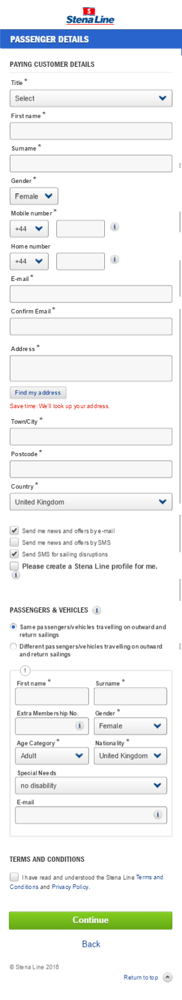 S
Stena Line
PASSENGER DETAILS
PAYING CUSTOMER DETAILS
Title *
Select
First name *
Surname *
Gender *
Female
Mobile number *
+44
i
Home number
+44
i
E-mail *
Confirm Email *
Address *
Find my address
Save time: We'll look up your address.
Town/City *
Postcode *
Country *
United Kingdom
Send me news and offers by e-mail
Send me news and offers by SMS
Send SMS for sailing disruptions
Please create a Stena Line profile for me.
i
PASSENGERS & VEHICLES i
Same passengers/vehicles travelling on outward and
return sailings
Different passengers/vehicles travelling on outward
and return sailings
1
First name * Surname *
Extra Membership No. Gender *
i Female
Age Category * Nationality *
Adult United Kingdom
Special Needs
no disability
E-mail
i
TERMS AND CONDITIONS
I have read and understood the Stena Line Terms and
Conditions and Privacy Policy.
Continue
Back
© Stena Line 2016
Return to top